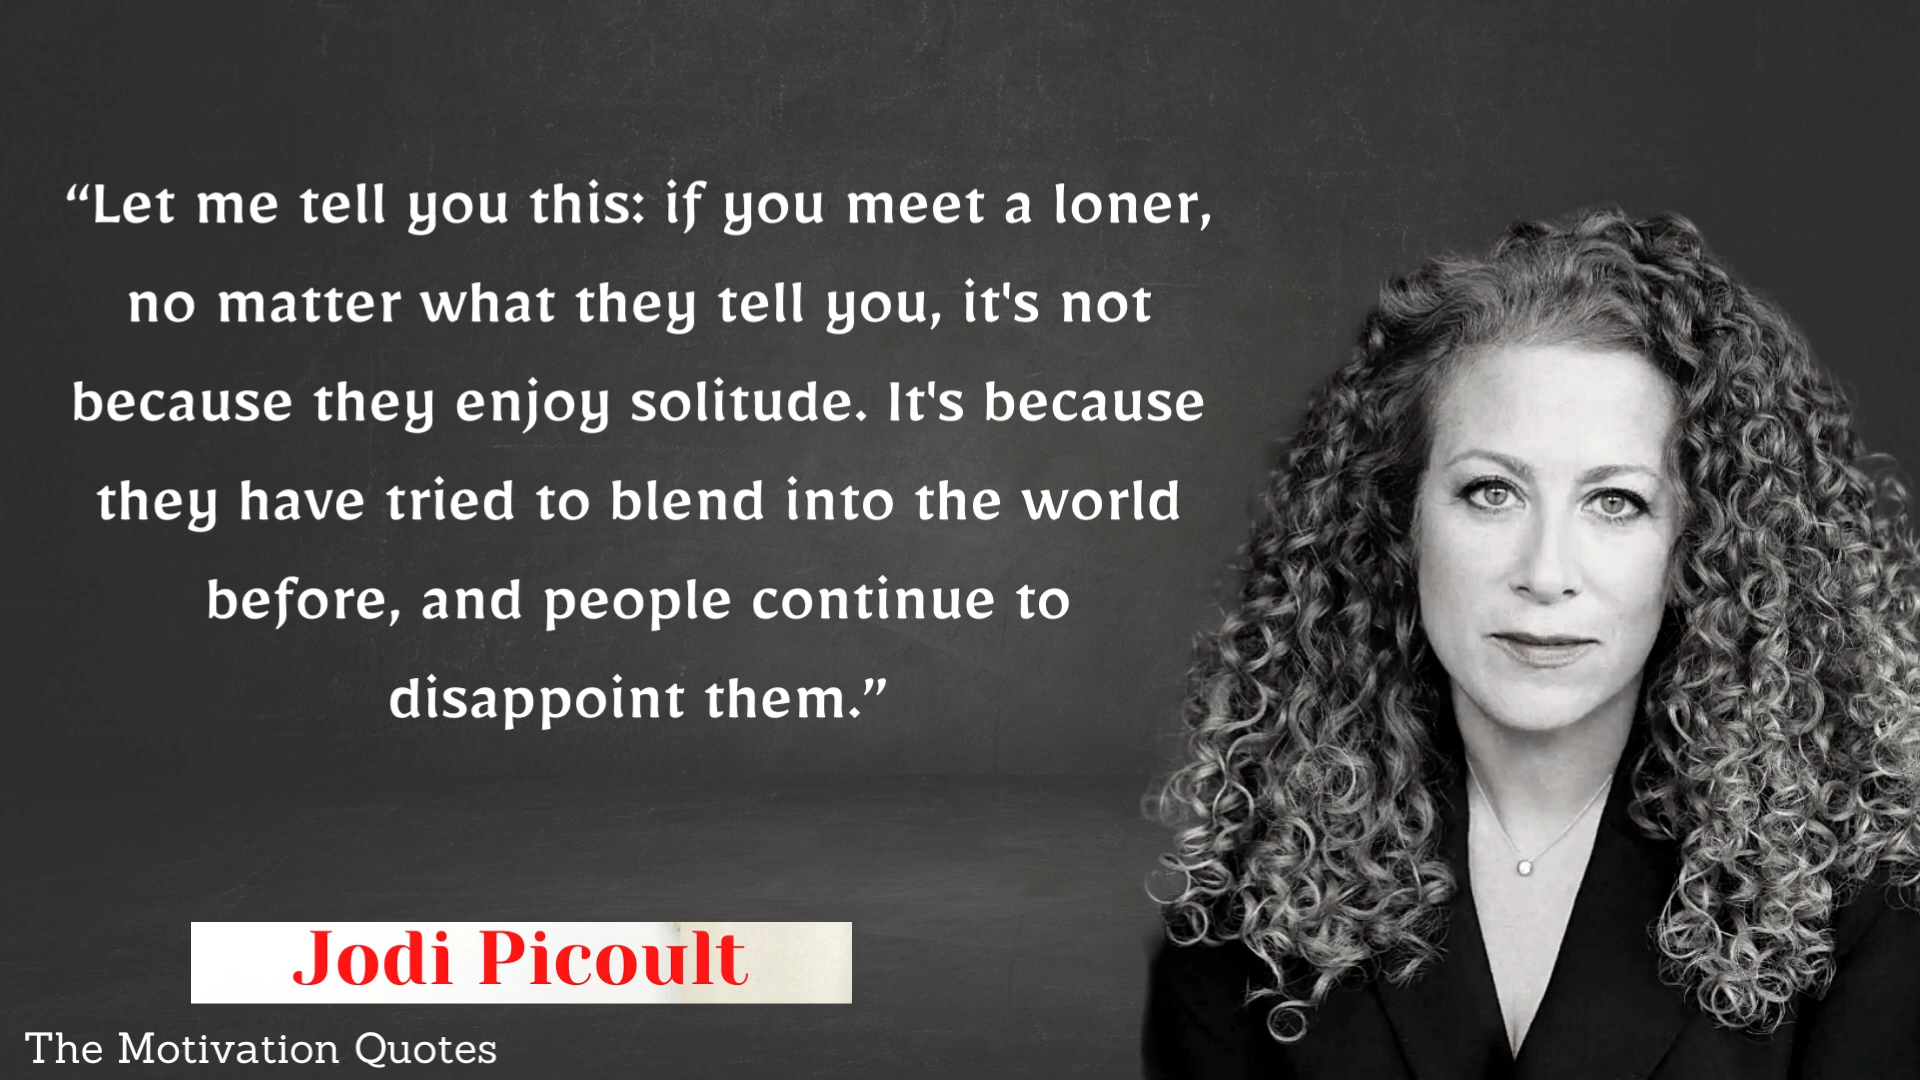 “Let me tell you this: if you meet a loner,
no matter what they tell you, it's not
because they enjoy solitude. It's because
they have tried to blend into the world
before, and people continue to
disappoint them.”
Jodi Picoult
The Motivation Quotes